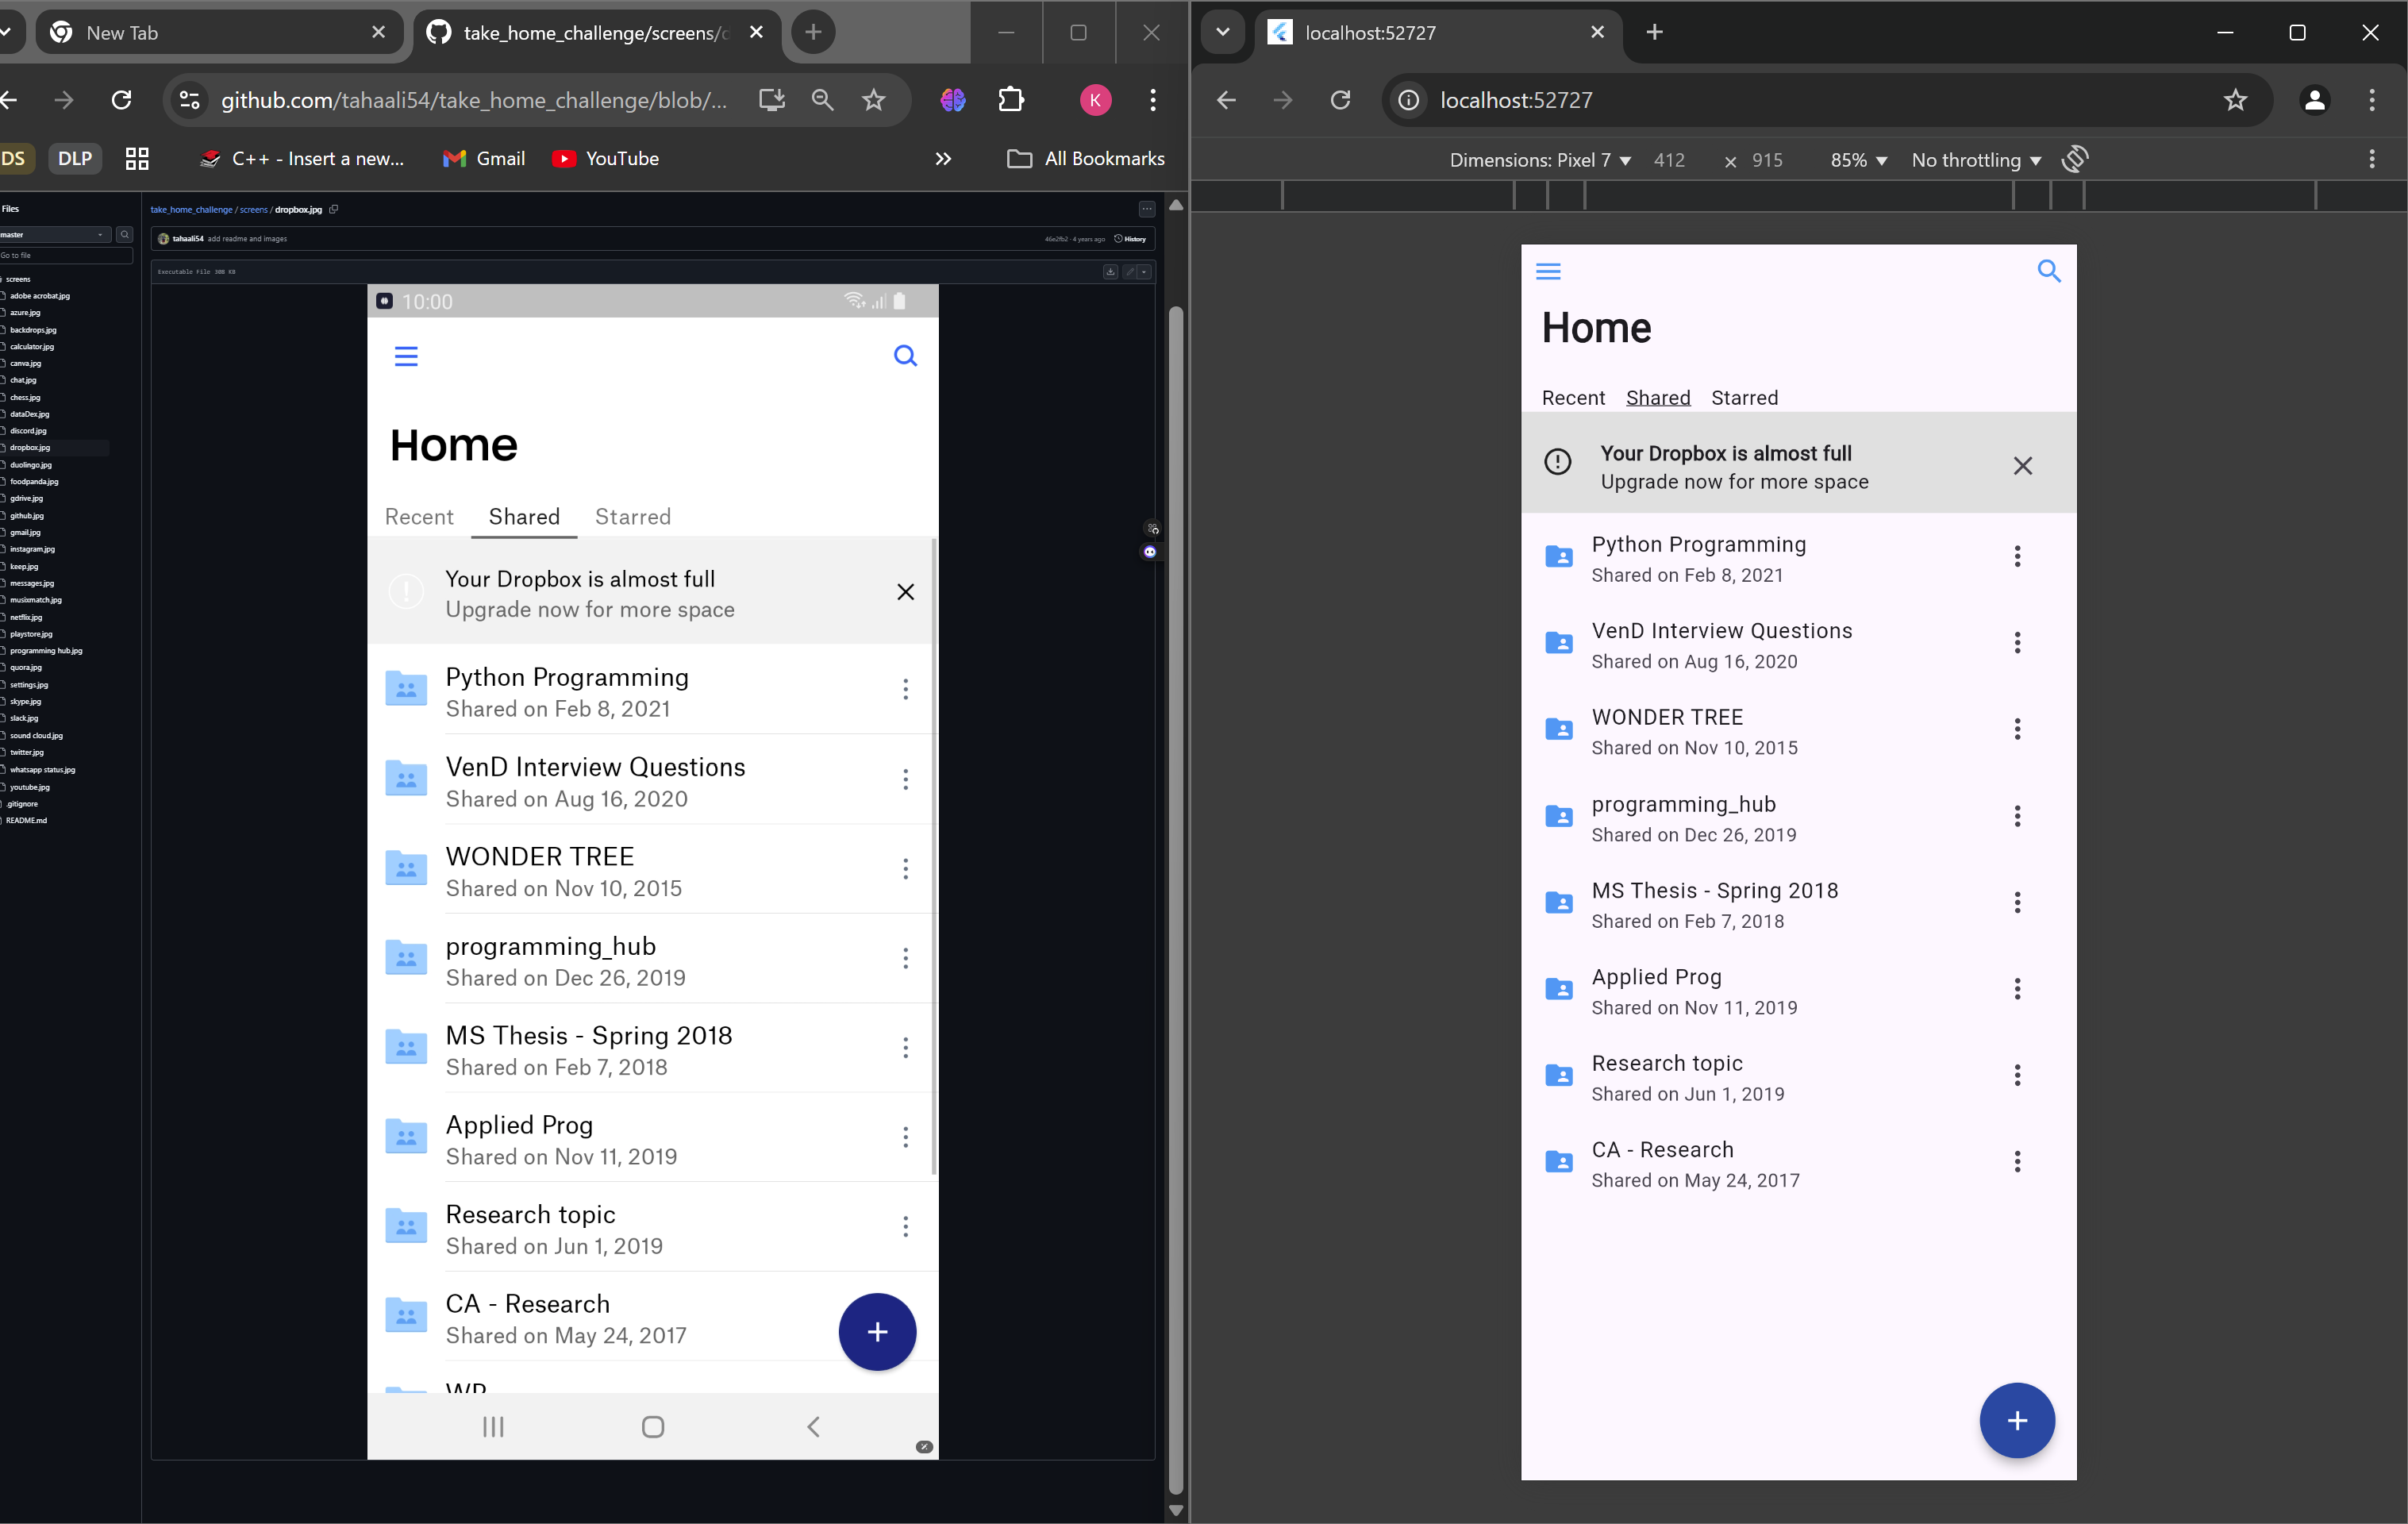 New Tab
take_home_challenge/screens/
github.com/tahaali54/take_home_challenge/blob/...
K
DS
DLP
C++ - Insert a new...
Gmail
YouTube
All Bookmarks
Files
master
Go to file
screens
adobe acrobat.jpg
azure.jpg
backdrops.jpg
calculator.jpg
canva.jpg
chat.jpg
chess.jpg
dataDex.jpg
discord.jpg
dropbox.jpg
duolingo.jpg
foodpanda.jpg
gdrive.jpg
github.jpg
gmail.jpg
instagram.jpg
keep.jpg
messages.jpg
musixmatch.jpg
netflix.jpg
playstore.jpg
programming hub.jpg
quora.jpg
settings.jpg
skype.jpg
slack.jpg
sound cloud.jpg
twitter.jpg
whatsapp status.jpg
youtube.jpg
.gitignore
README.md
take_home_challenge / screens / dropbox.jpg
tahaali54 add readme and images
46e2fb2 · 4 years ago History
Executable File 308 KB
10:00
Home
Recent Shared Starred
Your Dropbox is almost full
Upgrade now for more space
Python Programming
Shared on Feb 8, 2021
VenD Interview Questions
Shared on Aug 16, 2020
WONDER TREE
Shared on Nov 10, 2015
programming_hub
Shared on Dec 26, 2019
MS Thesis - Spring 2018
Shared on Feb 7, 2018
Applied Prog
Shared on Nov 11, 2019
Research topic
Shared on Jun 1, 2019
CA - Research
Shared on May 24, 2017
localhost:52727
localhost:52727
Dimensions: Pixel 7 412 × 915 85% No throttling
Home
Recent Shared Starred
Your Dropbox is almost full
Upgrade now for more space
Python Programming
Shared on Feb 8, 2021
VenD Interview Questions
Shared on Aug 16, 2020
WONDER TREE
Shared on Nov 10, 2015
programming_hub
Shared on Dec 26, 2019
MS Thesis - Spring 2018
Shared on Feb 7, 2018
Applied Prog
Shared on Nov 11, 2019
Research topic
Shared on Jun 1, 2019
CA - Research
Shared on May 24, 2017